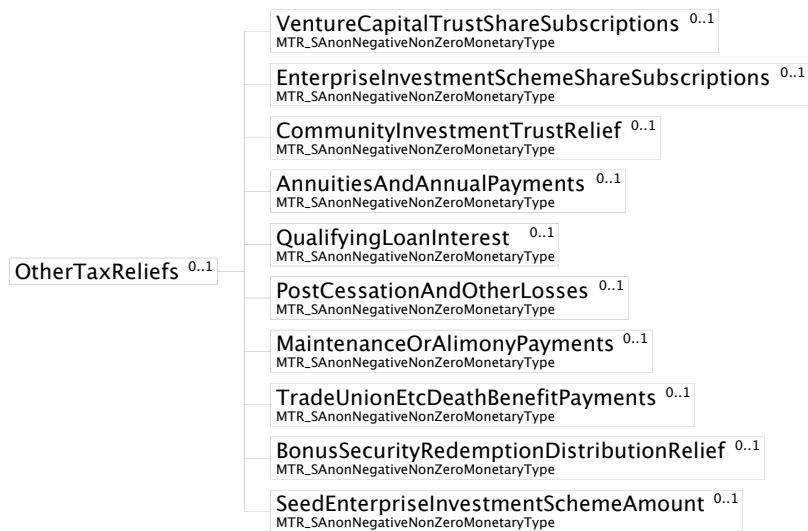 VentureCapitalTrustShareSubscriptions 0..1
MTR_SAnonNegativeNonZeroMonetaryType
EnterpriseInvestmentSchemeShareSubscriptions 0..1
MTR_SAnonNegativeNonZeroMonetaryType
CommunityInvestmentTrustRelief 0..1
MTR_SAnonNegativeNonZeroMonetaryType
AnnuitiesAndAnnualPayments 0..1
MTR_SAnonNegativeNonZeroMonetaryType
QualifyingLoanInterest 0..1
MTR_SAnonNegativeNonZeroMonetaryType
OtherTaxReliefs 0..1
PostCessationAndOtherLosses 0..1
MTR_SAnonNegativeNonZeroMonetaryType
MaintenanceOrAlimonyPayments 0..1
MTR_SAnonNegativeNonZeroMonetaryType
TradeUnionEtcDeathBenefitPayments 0..1
MTR_SAnonNegativeNonZeroMonetaryType
BonusSecurityRedemptionDistributionRelief 0..1
MTR_SAnonNegativeNonZeroMonetaryType
SeedEnterpriseInvestmentSchemeAmount 0..1
MTR_SAnonNegativeNonZeroMonetaryType